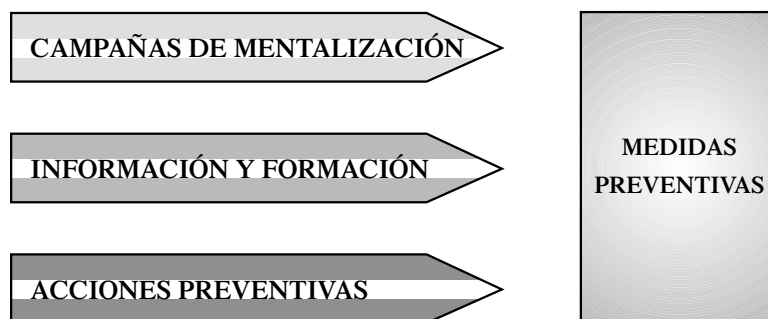 CAMPAÑAS DE MENTALIZACIÓN
INFORMACIÓN Y FORMACIÓN
ACCIONES PREVENTIVAS
MEDIDAS
PREVENTIVAS